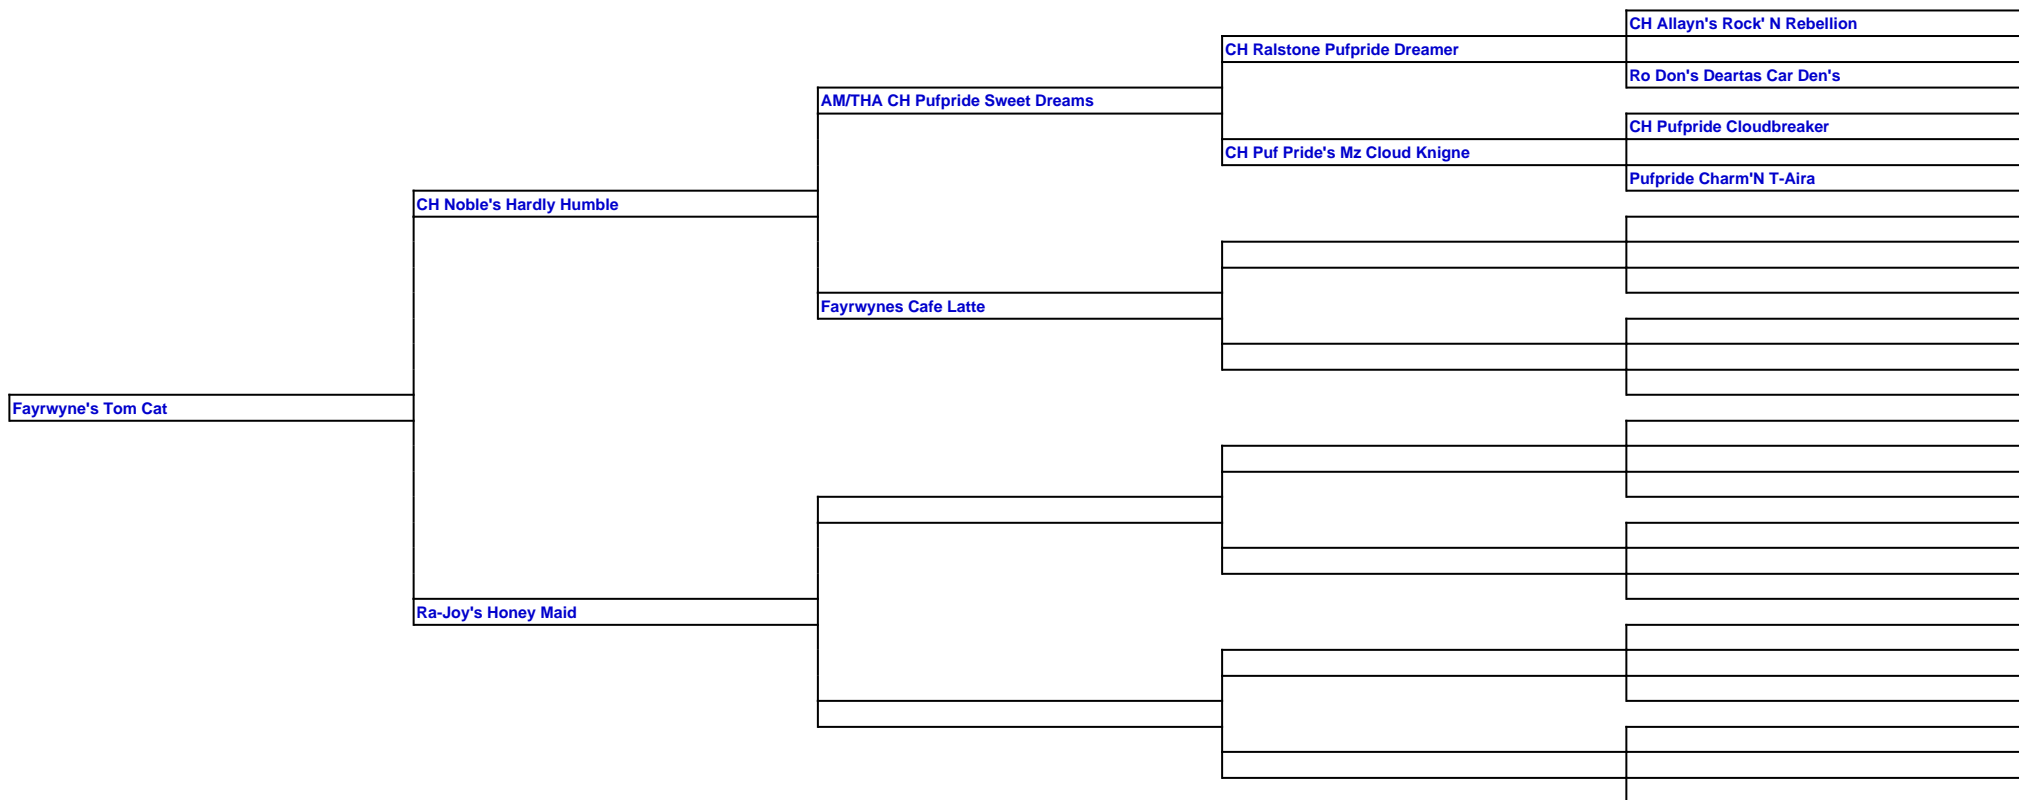 CH Allayn's Rock' N Rebellion
CH Ralstone Pufpride Dreamer
Ro Don's Deartas Car Den's
AM/THA CH Pufpride Sweet Dreams
CH Pufpride Cloudbreaker
CH Puf Pride's Mz Cloud Knigne
Pufpride Charm'N T-Aira
CH Noble's Hardly Humble
Fayrwynes Cafe Latte
Fayrwyne's Tom Cat
Ra-Joy's Honey Maid